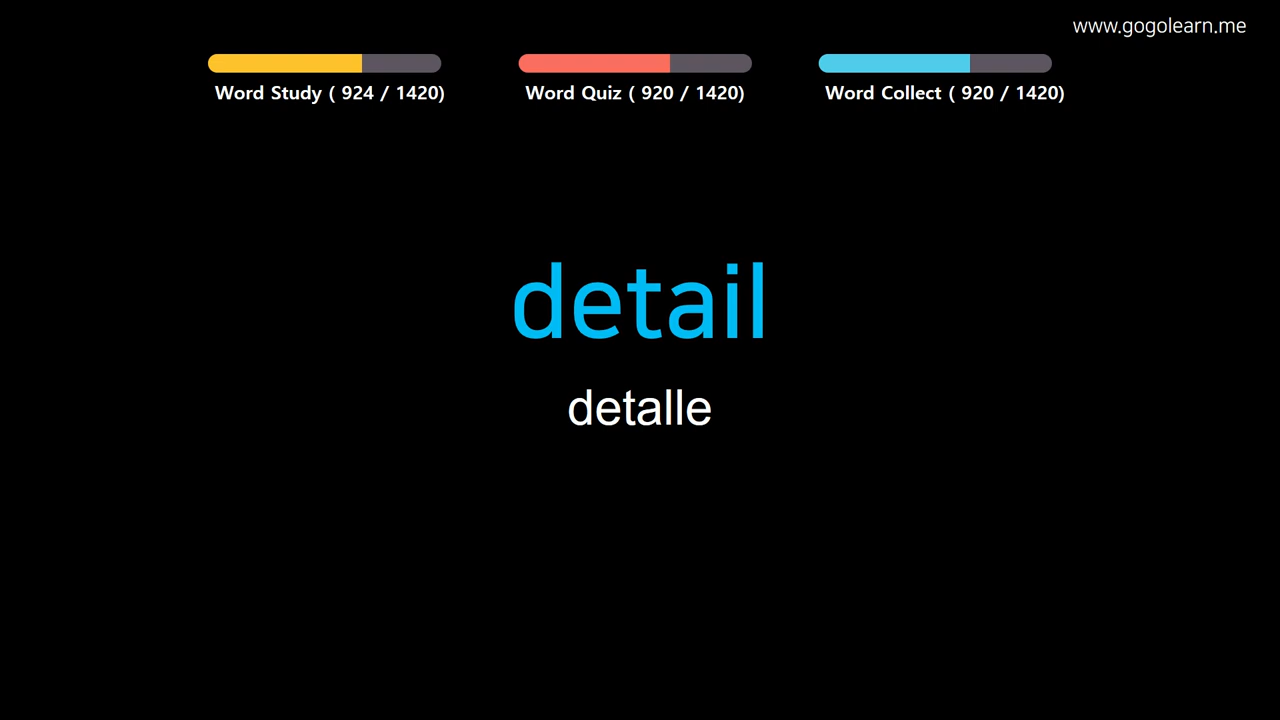 www.gogolearn.me
Word Study ( 924 / 1420)
Word Quiz ( 920 / 1420)
Word Collect ( 920 / 1420)
detail
detalle